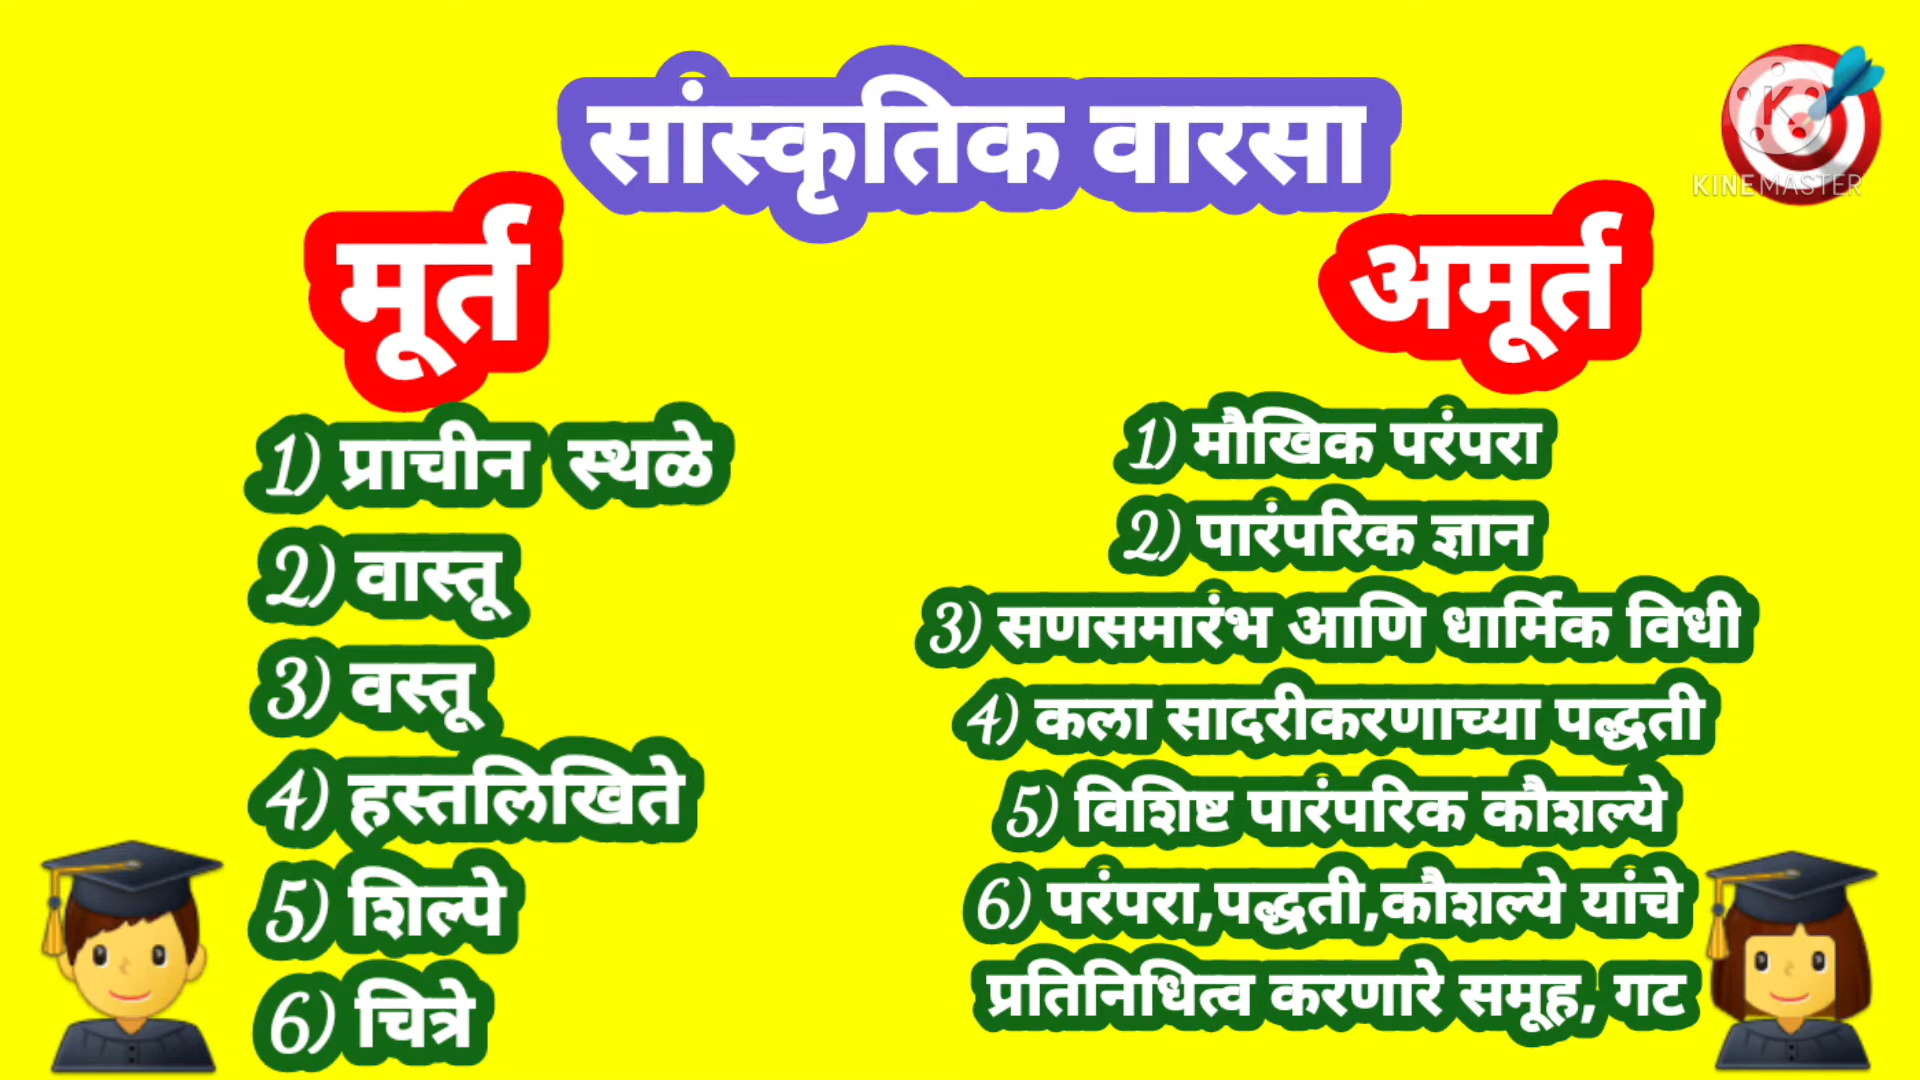 सांस्कृतिक वारसा
KINEMASTER
मूर्त
1) प्राचीन स्थळे
2) वास्तू
3) वस्तू
4) हस्तलिखिते
5) शिल्पे
6) चित्रे
अमूर्त
1) मौखिक परंपरा
2) पारंपरिक ज्ञान
3) सणसमारंभ आणि धार्मिक विधी
4) कला सादरीकरणाच्या पद्धती
5) विशिष्ट पारंपरिक कौशल्ये
6) परंपरा,पद्धती,कौशल्ये यांचे
प्रतिनिधित्व करणारे समूह, गट